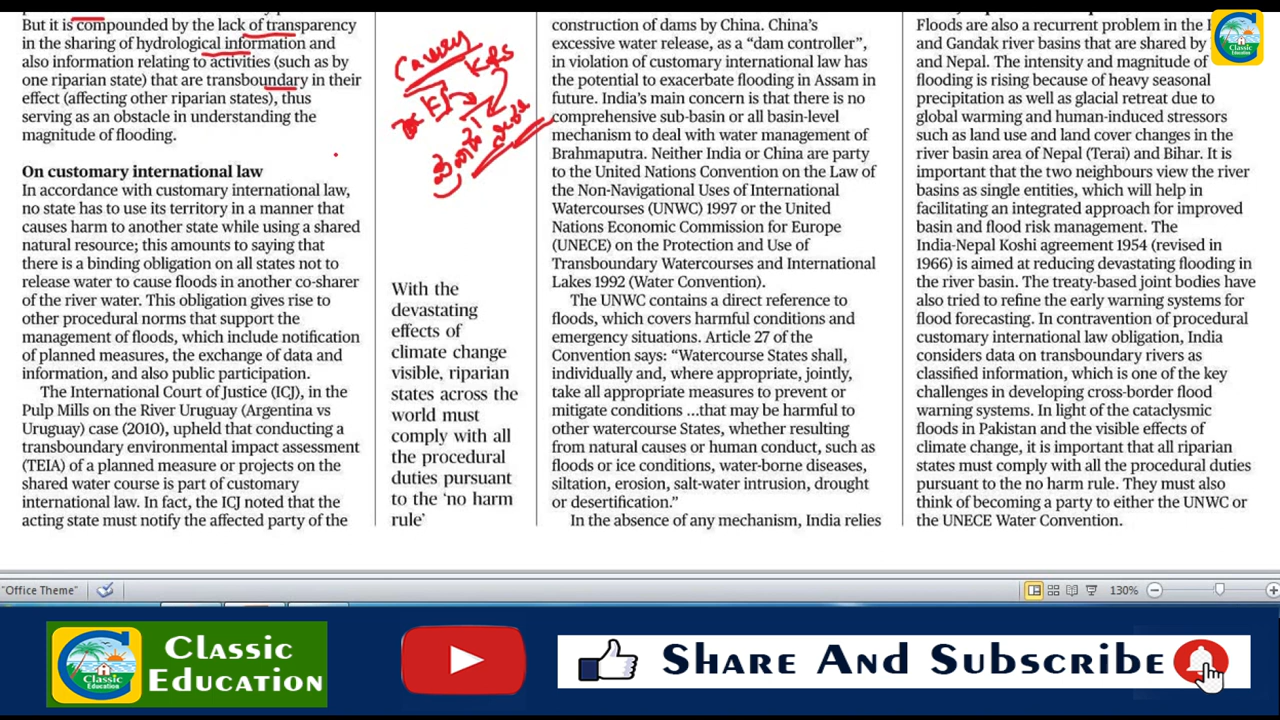 But it is compounded by the lack of transparency
in the sharing of hydrological information and
also information relating to activities (such as by
one riparian state) that are transboundary in their
effect (affecting other riparian states), thus
serving as an obstacle in understanding the
magnitude of flooding.
On customary international law
In accordance with customary international law,
no state has to use its territory in a manner that
causes harm to another state while using a shared
natural resource; this amounts to saying that
there is a binding obligation on all states not to
release water to cause floods in another co-sharer
of the river water. This obligation gives rise to
other procedural norms that support the
management of floods, which include notification
of planned measures, the exchange of data and
information, and also public participation.
The International Court of Justice (ICJ), in the
Pulp Mills on the River Uruguay (Argentina vs
Uruguay) case (2010), upheld that conducting a
transboundary environmental impact assessment
(TEIA) of a planned measure or projects on the
shared water course is part of customary
international law. In fact, the ICJ noted that the
acting state must notify the affected party of the
Cauvery
With the
devastating
effects of
climate change
visible, riparian
states across the
world must
comply with all
the procedural
duties pursuant
to the ‘no harm
rule’
construction of dams by China. China’s
excessive water release, as a “dam controller”,
in violation of customary international law has
the potential to exacerbate flooding in Assam in
future. India’s main concern is that there is no
comprehensive sub-basin or all basin-level
mechanism to deal with water management of
Brahmaputra. Neither India or China are party
to the United Nations Convention on the Law of
the Non-Navigational Uses of International
Watercourses (UNWC) 1997 or the United
Nations Economic Commission for Europe
(UNECE) on the Protection and Use of
Transboundary Watercourses and International
Lakes 1992 (Water Convention).
The UNWC contains a direct reference to
floods, which covers harmful conditions and
emergency situations. Article 27 of the
Convention says: “Watercourse States shall,
individually and, where appropriate, jointly,
take all appropriate measures to prevent or
mitigate conditions ...that may be harmful to
other watercourse States, whether resulting
from natural causes or human conduct, such as
floods or ice conditions, water-borne diseases,
siltation, erosion, salt-water intrusion, drought
or desertification.”
In the absence of any mechanism, India relies
Floods are also a recurrent problem in the
and Gandak river basins that are shared by
and Nepal. The intensity and magnitude of
flooding is rising because of heavy seasonal
precipitation as well as glacial retreat due to
global warming and human-induced stressors
such as land use and land cover changes in the
river basin area of Nepal (Terai) and Bihar. It is
important that the two neighbours view the river
basins as single entities, which will help in
facilitating an integrated approach for improved
basin and flood risk management. The
India-Nepal Koshi agreement 1954 (revised in
1966) is aimed at reducing devastating flooding in
the river basin. The treaty-based joint bodies have
also tried to refine the early warning systems for
flood forecasting. In contravention of procedural
customary international law obligation, India
considers data on transboundary rivers as
classified information, which is one of the key
challenges in developing cross-border flood
warning systems. In light of the cataclysmic
floods in Pakistan and the visible effects of
climate change, it is important that all riparian
states must comply with all the procedural duties
pursuant to the no harm rule. They must also
think of becoming a party to either the UNWC or
the UNECE Water Convention.
Classic
Education
"Office Theme"
130%
Classic
Education
Classic
Education
Share And Subscribe